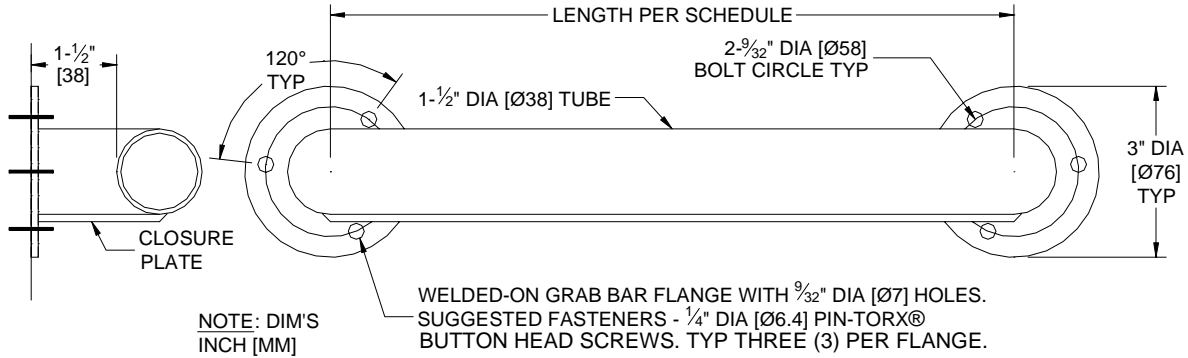 LENGTH PER SCHEDULE
1-½"
[38]
120°
TYP
2-9⁄32" DIA [Ø58]
BOLT CIRCLE TYP
1-½" DIA [Ø38] TUBE
3" DIA
[Ø76]
TYP
CLOSURE
PLATE
WELDED-ON GRAB BAR FLANGE WITH 9⁄32" DIA [Ø7] HOLES.
SUGGESTED FASTENERS - ¼" DIA [Ø6.4] PIN-TORX®
BUTTON HEAD SCREWS. TYP THREE (3) PER FLANGE.
NOTE: DIM'S
INCH [MM]